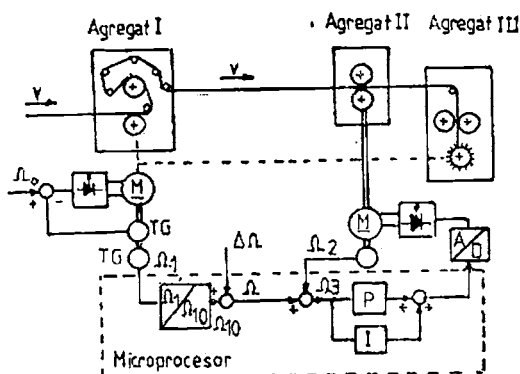 Agregat I
Agregat II
Agregat III
V
V
Ω₀
+
-
M
TG
TG
Ω1
M
Ω2
A
D
ΔΩ
Ω1
Ω10
Ω10
+
+
Ω
+
-
Ω3
P
I
+
+
Microprocesor